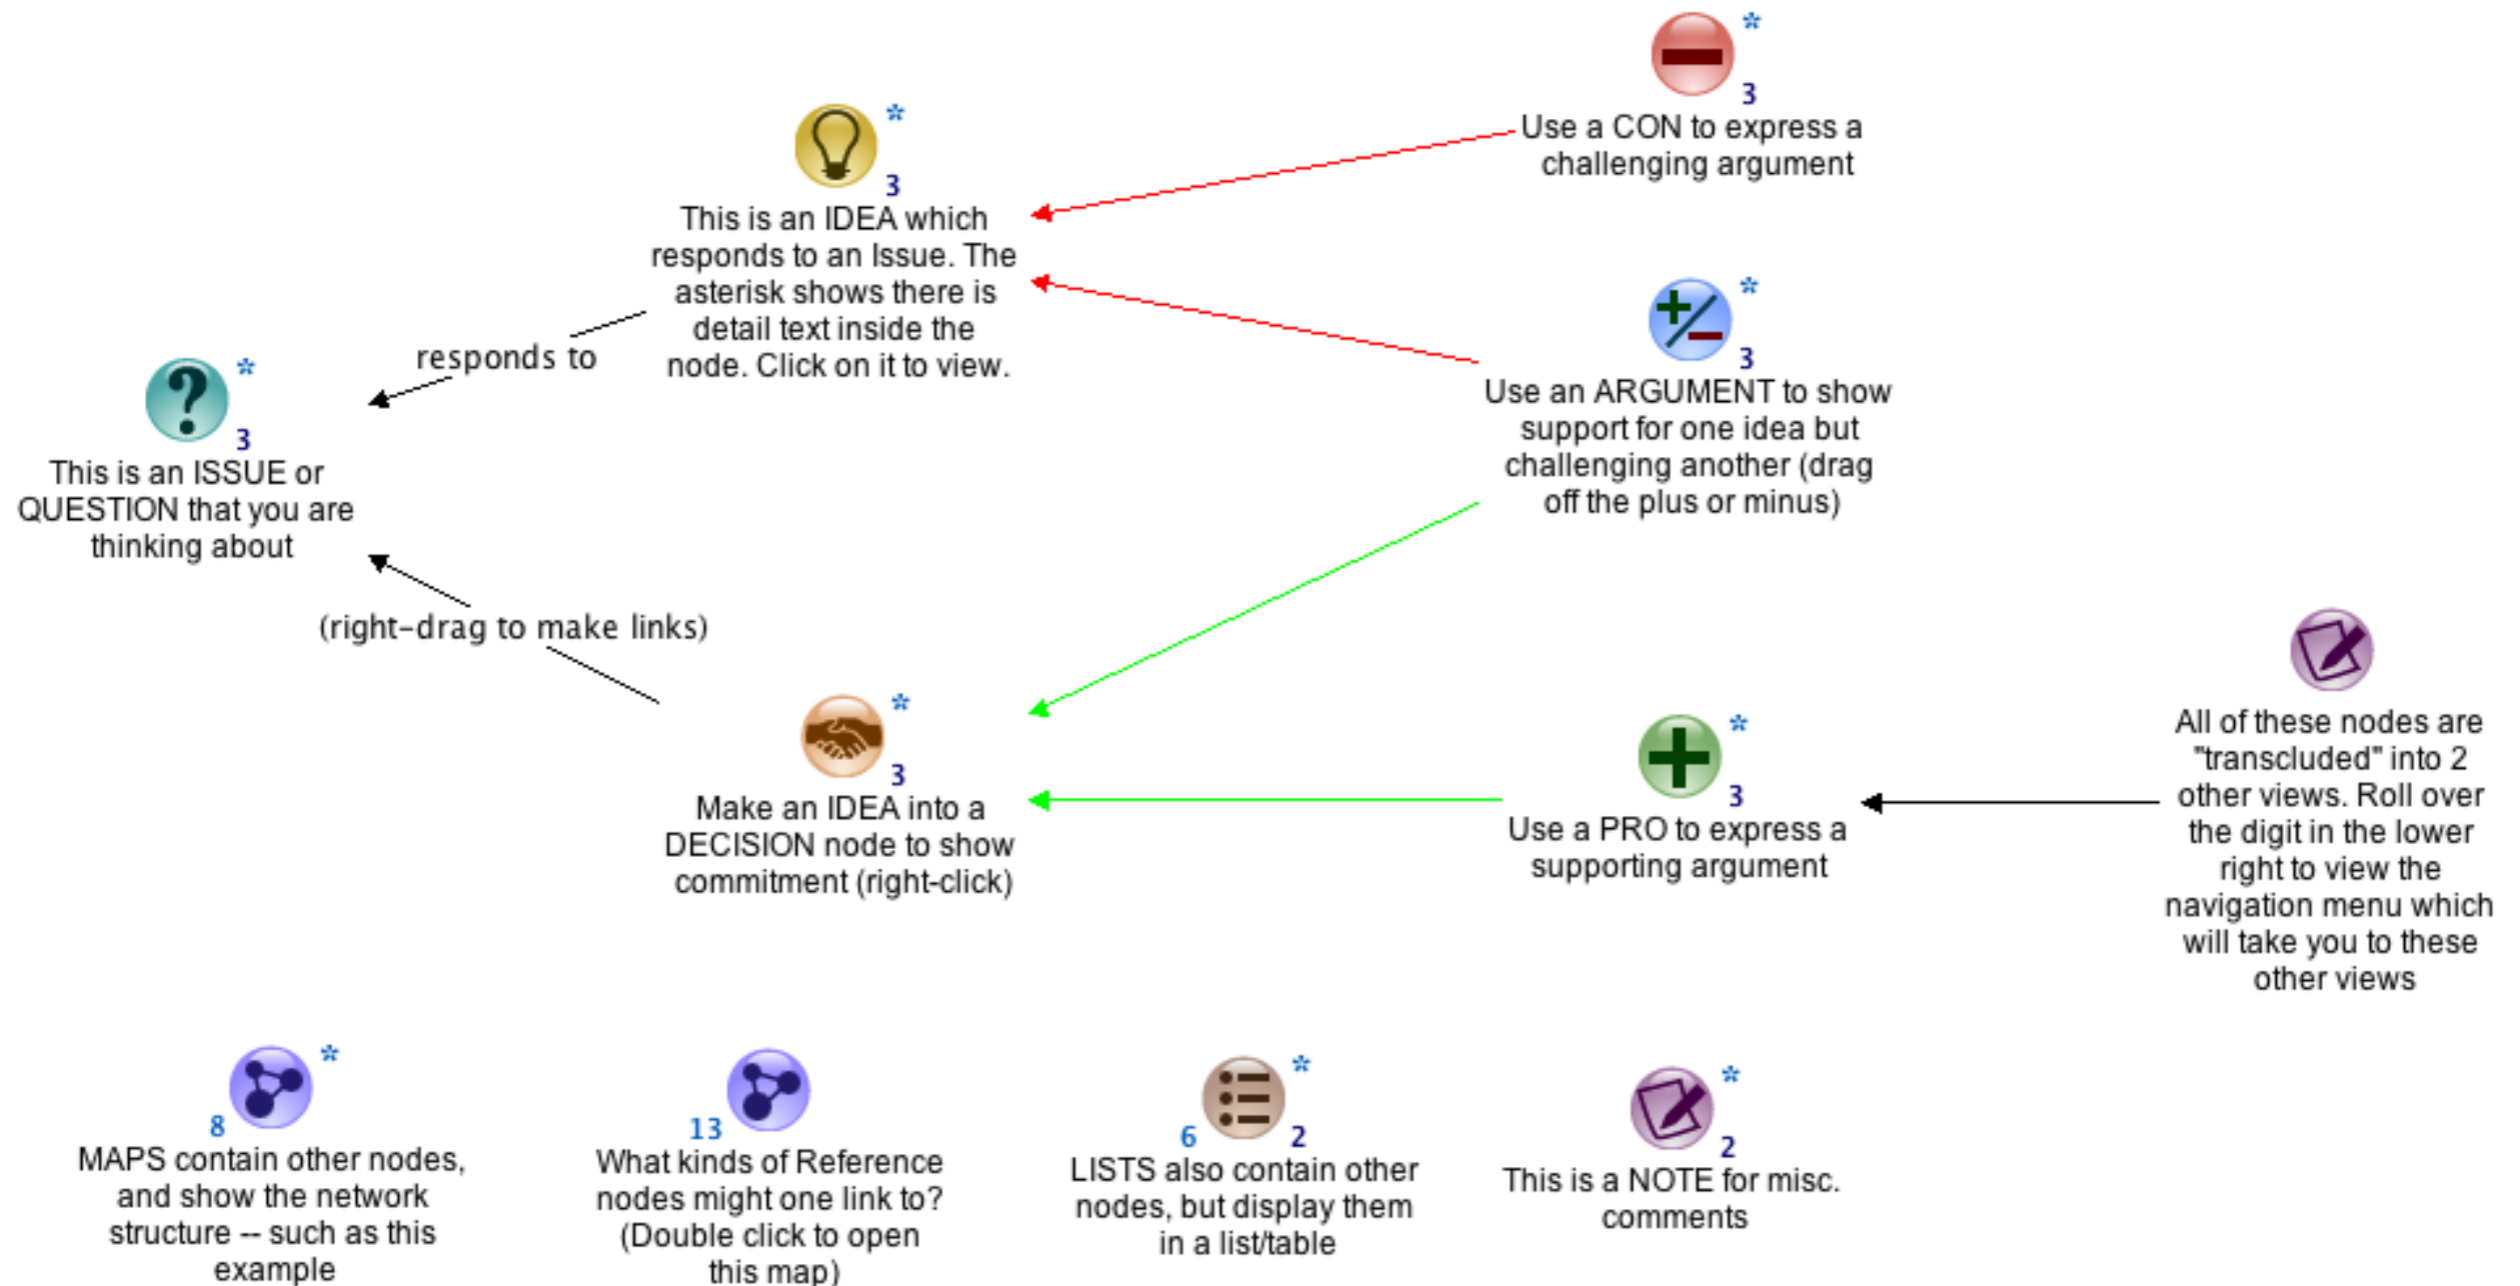 *
3
Use a CON to express a
challenging argument
*
3
This is an IDEA which
responds to an Issue. The
asterisk shows there is
detail text inside the
node. Click on it to view.
*
3
Use an ARGUMENT to show
support for one idea but
challenging another (drag
off the plus or minus)
responds to
?
*
3
This is an ISSUE or
QUESTION that you are
thinking about
(right-drag to make links)
*
3
Make an IDEA into a
DECISION node to show
commitment (right-click)
*
3
Use a PRO to express a
supporting argument
All of these nodes are
"transcluded" into 2
other views. Roll over
the digit in the lower
right to view the
navigation menu which
will take you to these
other views
*
8
MAPS contain other nodes,
and show the network
structure -- such as this
example
13
What kinds of Reference
nodes might one link to?
(Double click to open
this map)
*
6 2
LISTS also contain other
nodes, but display them
in a list/table
*
2
This is a NOTE for misc.
comments